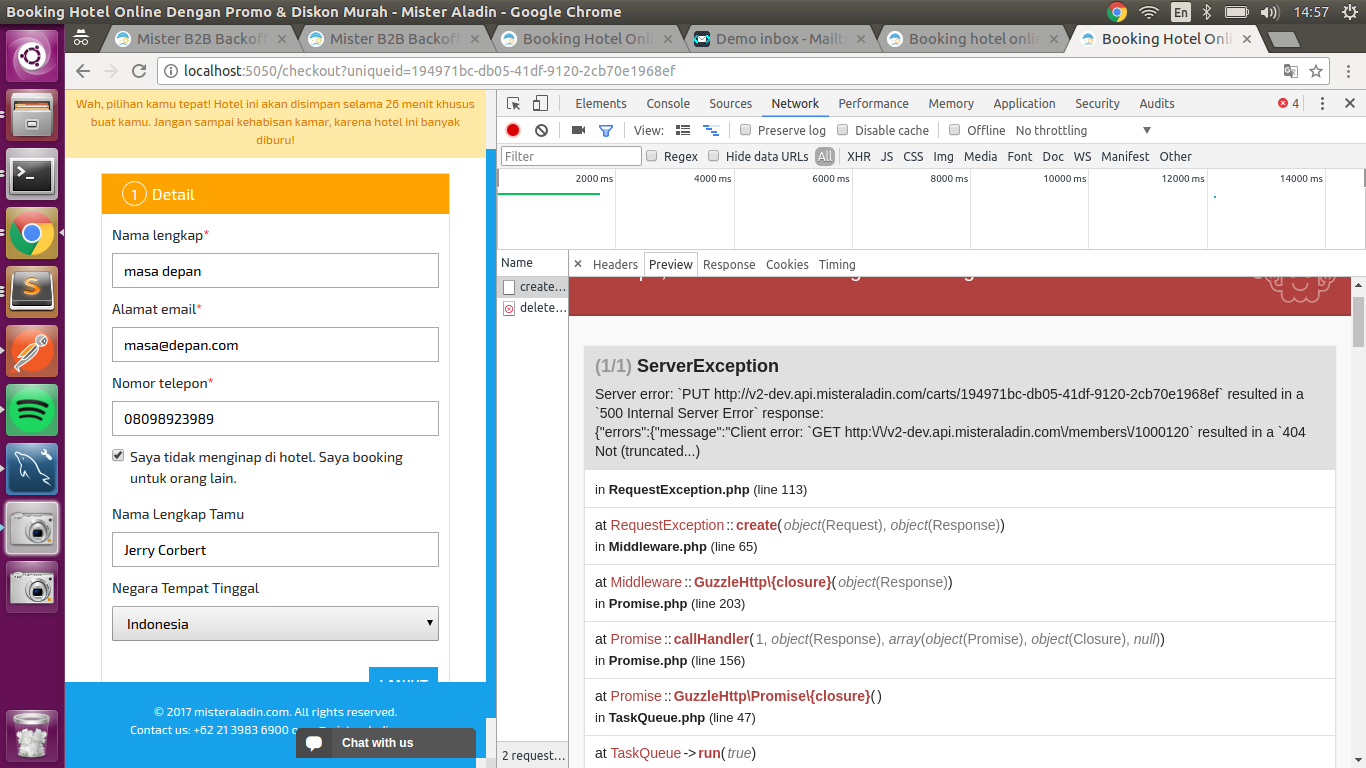 Booking Hotel Online Dengan Promo & Diskon Murah - Mister Aladin - Google Chrome
En
14:57
Mister B2B Backoff
Mister B2B Backoff
Booking Hotel Onli
Demo inbox - Mailt
Booking hotel onlin
Booking Hotel Onli
localhost:5050/checkout?uniqueid=194971bc-db05-41df-9120-2cb70e1968ef
Wah, pilihan kamu tepat! Hotel ini akan disimpan selama 26 menit khusus
buat kamu. Jangan sampai kehabisan kamar, karena hotel ini banyak
diburu!
1 Detail
Nama lengkap*
masa depan
Alamat email*
masa@depan.com
Nomor telepon*
08098923989
Saya tidak menginap di hotel. Saya booking
untuk orang lain.
Nama Lengkap Tamu
Jerry Corbert
Negara Tempat Tinggal
Indonesia
© 2017 misteraladin.com. All rights reserved.
Contact us: +62 21 3983 6900
Chat with us
Elements Console Sources Network Performance Memory Application Security Audits
4
View: Preserve log Disable cache Offline No throttling
Filter Regex Hide data URLs All XHR JS CSS Img Media Font Doc WS Manifest Other
2000 ms 4000 ms 6000 ms 8000 ms 10000 ms 12000 ms 14000 ms
Name
create...
delete...
2 request...
× Headers Preview Response Cookies Timing
(1/1) ServerException
Server error: `PUT http://v2-dev.api.misteraladin.com/carts/194971bc-db05-41df-9120-2cb70e1968ef` resulted in a
`500 Internal Server Error` response:
{"errors":{"message":"Client error: `GET http:\/\/v2-dev.api.misteraladin.com\/members\/1000120` resulted in a `404
Not (truncated...)
in RequestException.php (line 113)
at RequestException::create(object(Request), object(Response))
in Middleware.php (line 65)
at Middleware::GuzzleHttp\{closure}(object(Response))
in Promise.php (line 203)
at Promise::callHandler(1, object(Response), array(object(Promise), object(Closure), null))
in Promise.php (line 156)
at Promise::GuzzleHttp\Promise\{closure}()
in TaskQueue.php (line 47)
at TaskQueue->run(true)